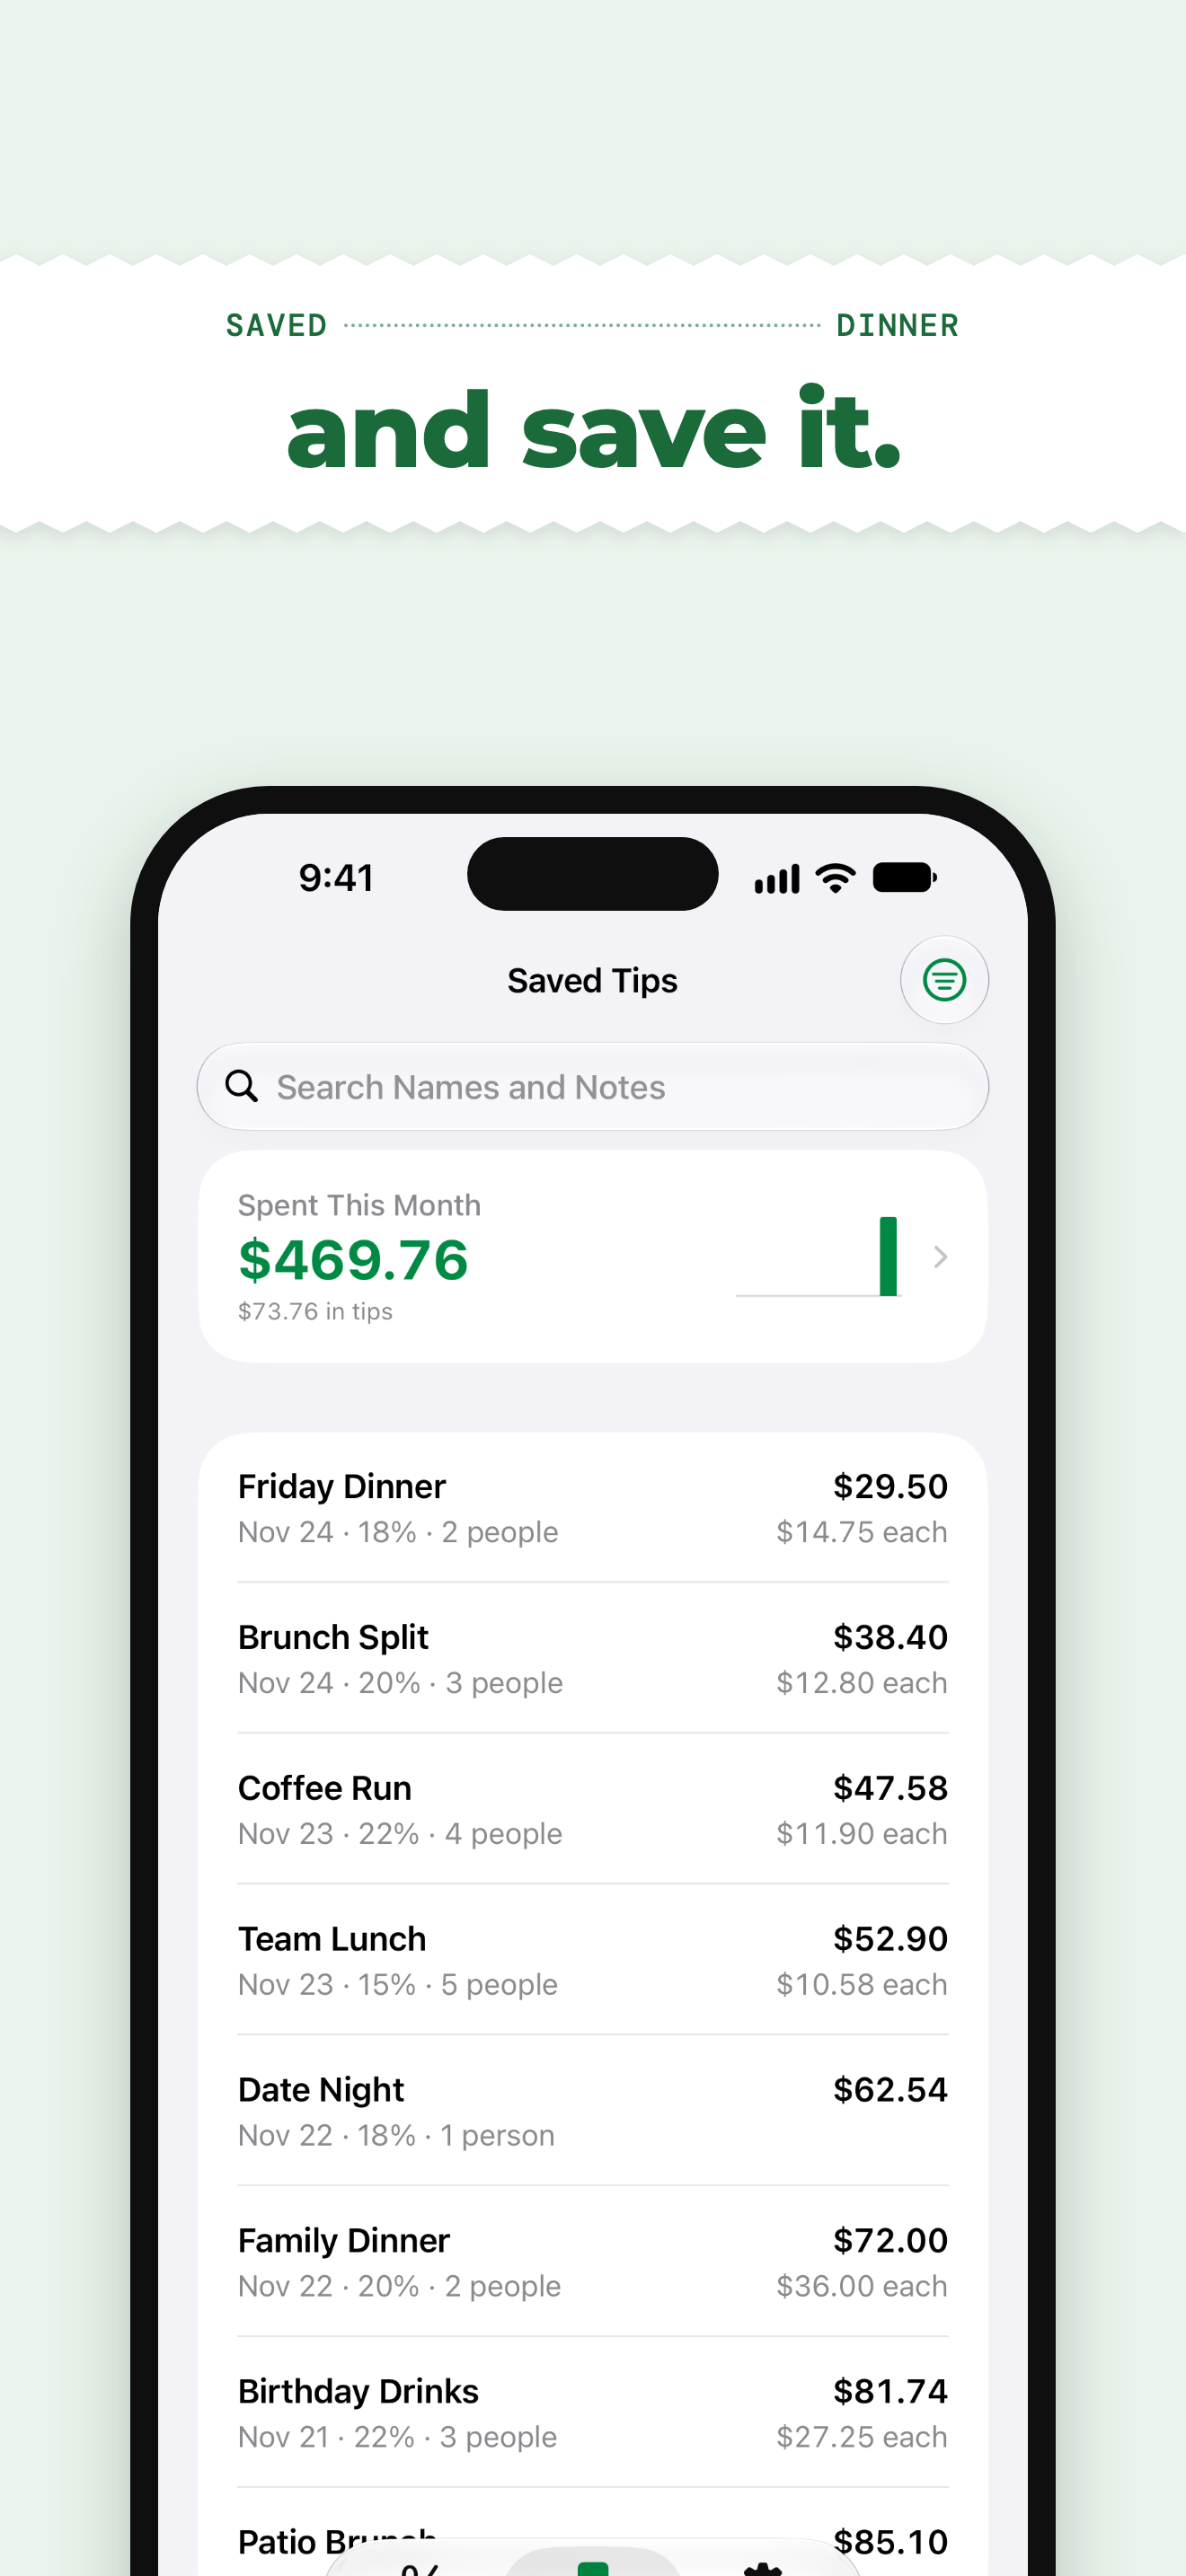 SAVED DINNER
and save it.
9:41
Saved Tips
Search Names and Notes
Spent This Month
$469.76
$73.76 in tips
Friday Dinner $29.50
Nov 24 · 18% · 2 people $14.75 each
Brunch Split $38.40
Nov 24 · 20% · 3 people $12.80 each
Coffee Run $47.58
Nov 23 · 22% · 4 people $11.90 each
Team Lunch $52.90
Nov 23 · 15% · 5 people $10.58 each
Date Night $62.54
Nov 22 · 18% · 1 person
Family Dinner $72.00
Nov 22 · 20% · 2 people $36.00 each
Birthday Drinks $81.74
Nov 21 · 22% · 3 people $27.25 each
Patio Brunch $85.10